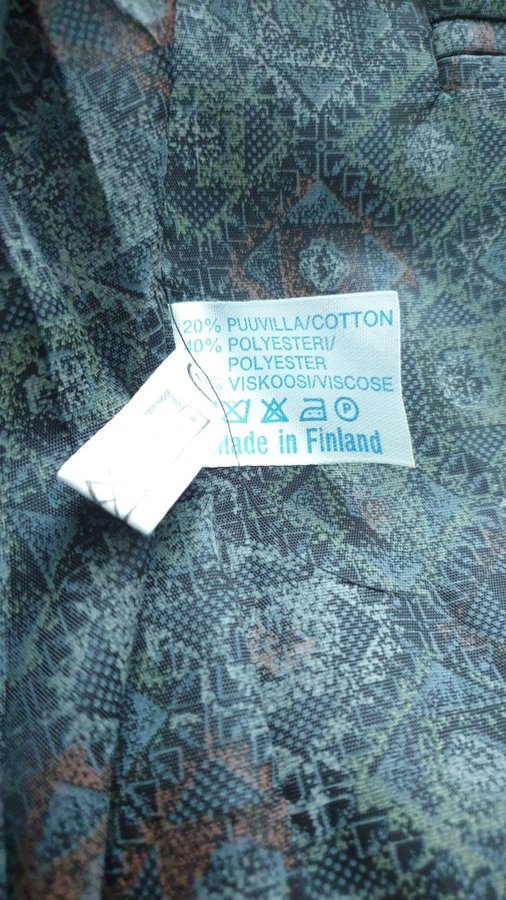 20% PUUVILLA/COTTON
40% POLYESTERI/
POLYESTER
% VISKOOSI/VISCOSE
P
Made in Finland